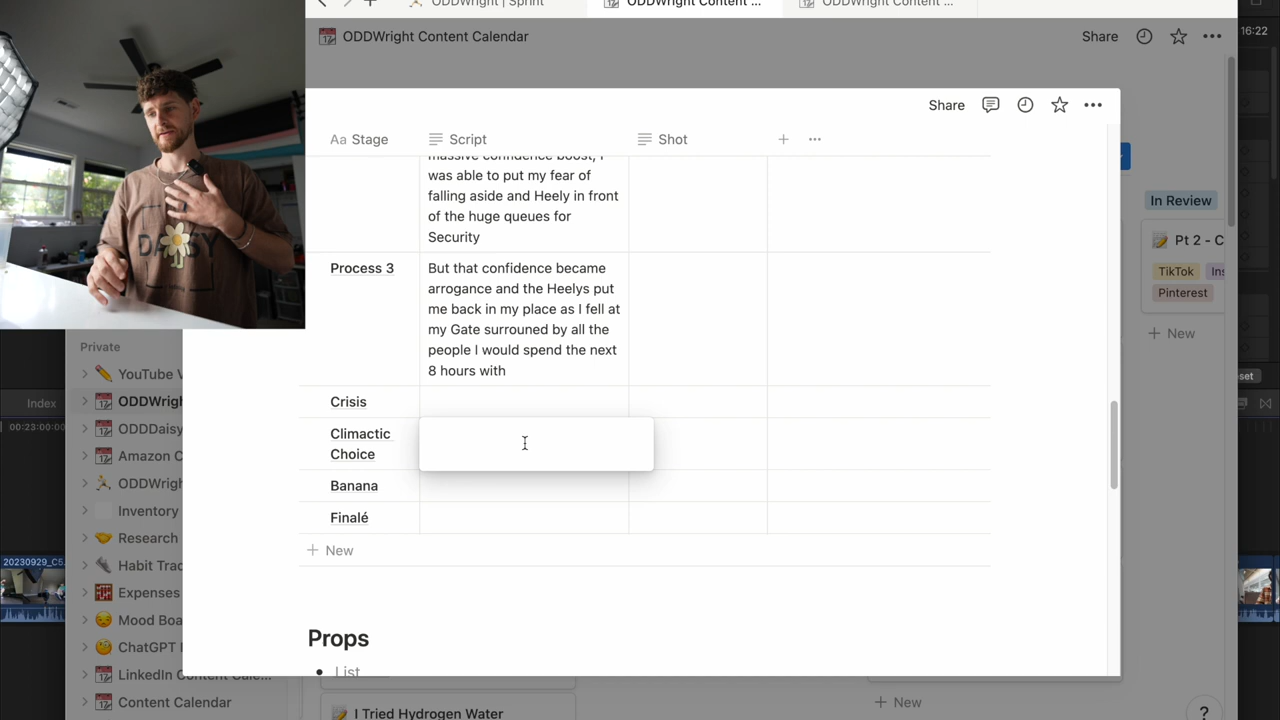 ODDWright | Sprint
ODDWright Content ...
ODDWright Content ...
16:22
ODDWright Content Calendar
Share
Share
Aa Stage
Script
Shot
massive confidence boost, I
was able to put my fear of
falling aside and Heely in front
of the huge queues for
Security
In Review
Pt 2 - C
TikTok
Ins
Pinterest
New
Process 3
But that confidence became
arrogance and the Heelys put
me back in my place as I fell at
my Gate surrouned by all the
people I would spend the next
8 hours with
Crisis
Climactic
Choice
Banana
Finalé
New
Props
List
Private
YouTube V
ODDWrigh
ODDDaisy
Amazon C
ODDWrigh
Inventory
Research
Habit Trac
Expenses
Mood Boa
ChatGPT
LinkedIn Content Cale...
Content Calendar
Index
00:23:00:00
20230929_C5
eset
I Tried Hydrogen Water
New
?